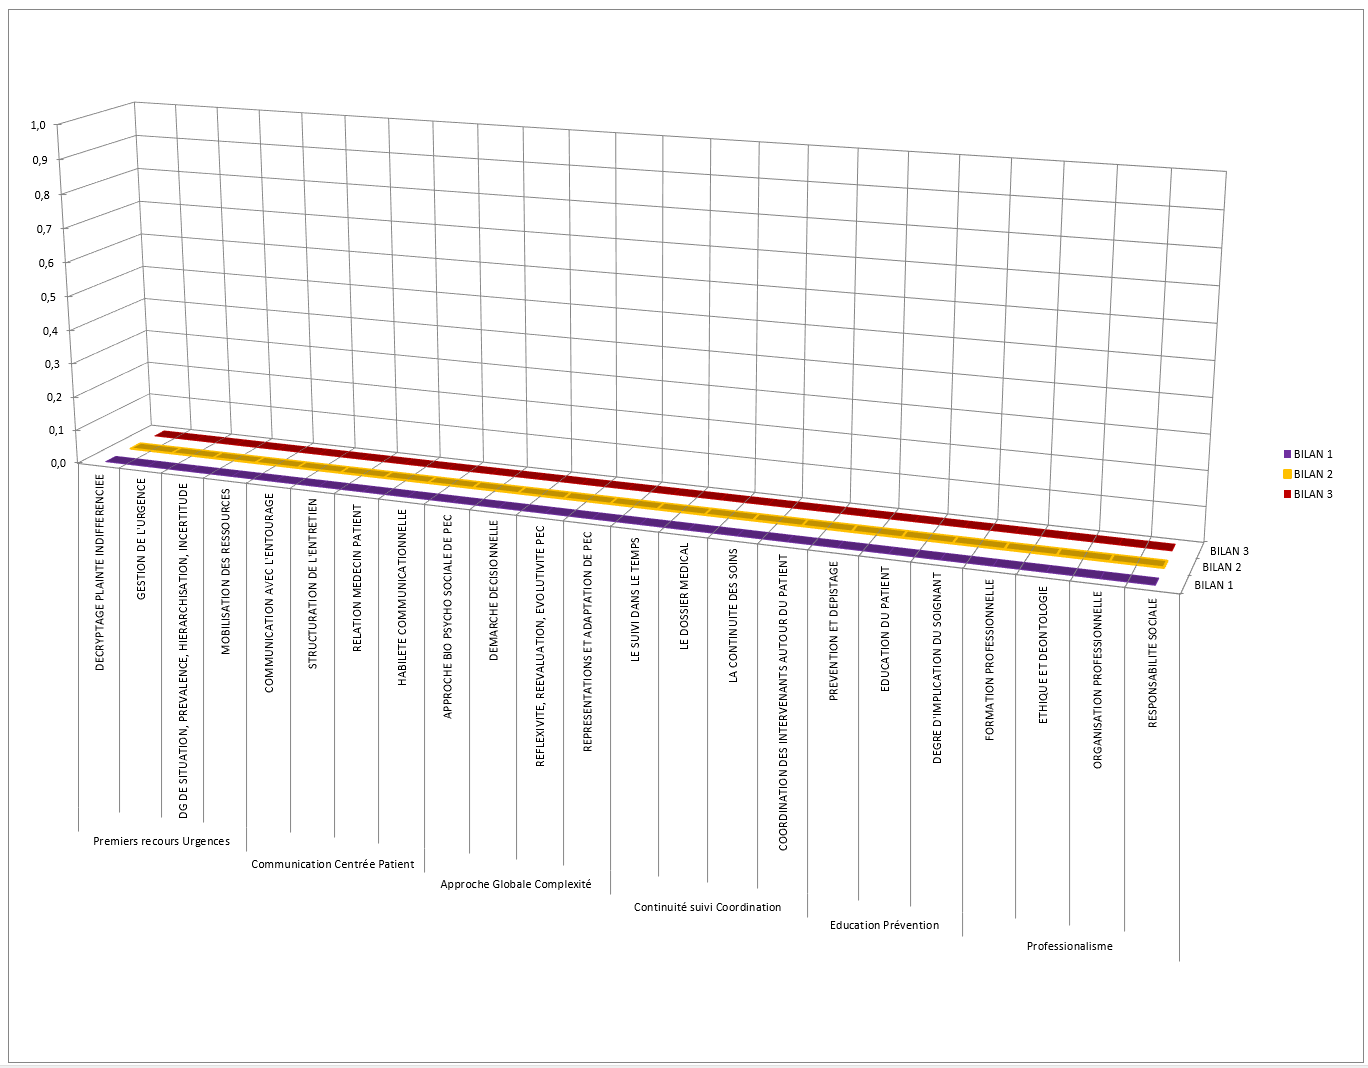 1,0
0,9
0,8
0,7
0,6
0,5
0,4
0,3
0,2
0,1
0,0
DECRYPTAGE PLAINTE INDIFFERENCIEE
GESTION DE L'URGENCE
DG DE SITUATION, PREVALENCE, HIERARCHISATION, INCERTITUDE
MOBILISATION DES RESSOURCES
COMMUNICATION AVEC L'ENTOURAGE
STRUCTURATION DE L'ENTRETIEN
RELATION MEDECIN PATIENT
HABILETE COMMUNICATIONNELLE
APPROCHE BIO PSYCHO SOCIALE DE PEC
DEMARCHE DECISIONNELLE
REFLEXIVITE, REEVALUATION, EVOLUTIVITE PEC
REPRESENTATIONS ET ADAPTATION DE PEC
LE SUIVI DANS LE TEMPS
LE DOSSIER MEDICAL
LA CONTINUITE DES SOINS
COORDINATION DES INTERVENANTS AUTOUR DU PATIENT
PREVENTION ET DEPISTAGE
EDUCATION DU PATIENT
DEGRE D'IMPLICATION DU SOIGNANT
FORMATION PROFESSIONNELLE
ETHIQUE ET DEONTOLOGIE
ORGANISATION PROFESSIONNELLE
RESPONSABILITE SOCIALE
Premiers recours Urgences
Communication Centrée Patient
Approche Globale Complexité
Continuité suivi Coordination
Education Prévention
Professionalisme
BILAN 3
BILAN 2
BILAN 1
BILAN 1
BILAN 2
BILAN 3